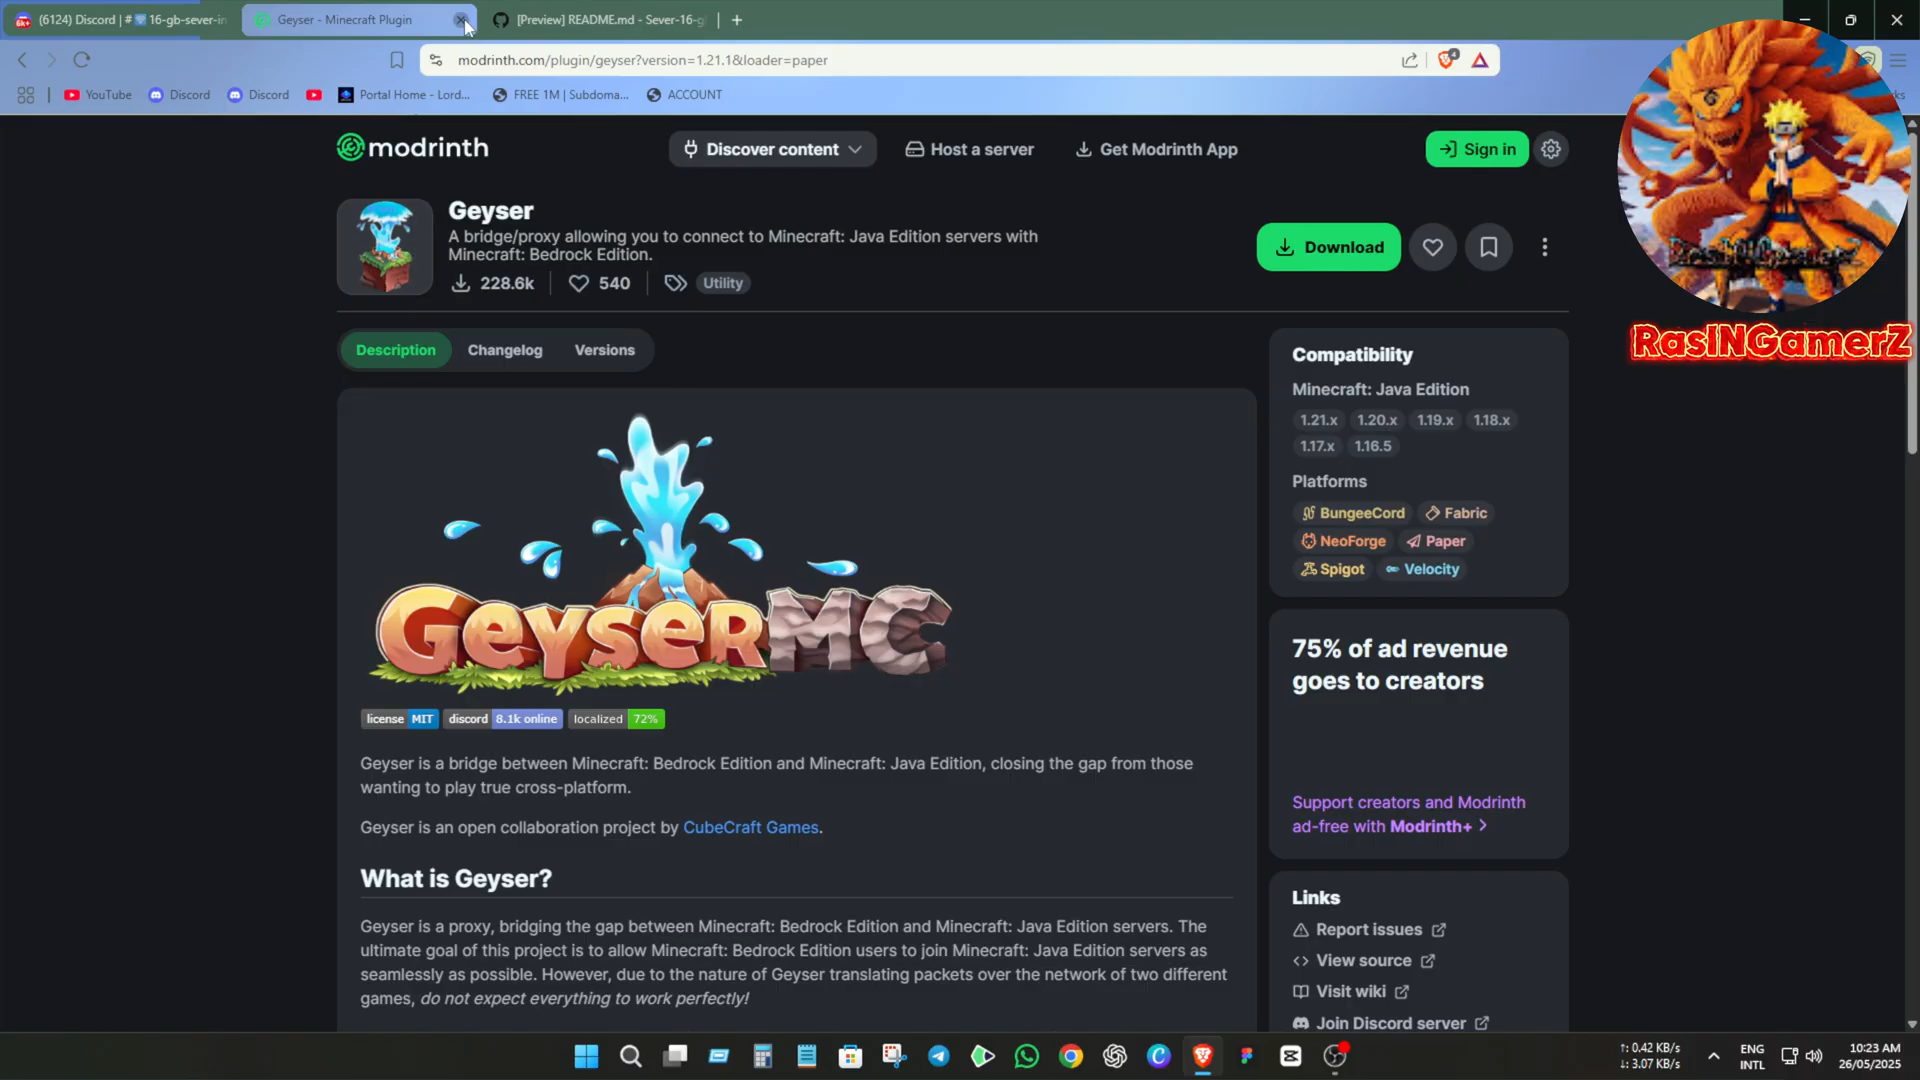 (6124) Discord | # 16-gb-sever-in
Geyser - Minecraft Plugin
[Preview] README.md - Sever-16-g
modrinth.com/plugin/geyser?version=1.21.1&loader=paper
4
YouTube
Discord
Discord
Portal Home - Lord...
FREE 1M | Subdoma...
ACCOUNT
modrinth
Discover content
Host a server
Get Modrinth App
Sign in
Geyser
A bridge/proxy allowing you to connect to Minecraft: Java Edition servers with
Minecraft: Bedrock Edition.
228.6k
540
Utility
Download
RasINGamerZ
Description
Changelog
Versions
GEYSERMC
license MIT
discord 8.1k online
localized 72%
Geyser is a bridge between Minecraft: Bedrock Edition and Minecraft: Java Edition, closing the gap from those
wanting to play true cross-platform.
Geyser is an open collaboration project by CubeCraft Games.
What is Geyser?
Geyser is a proxy, bridging the gap between Minecraft: Bedrock Edition and Minecraft: Java Edition servers. The
ultimate goal of this project is to allow Minecraft: Bedrock Edition users to join Minecraft: Java Edition servers as
seamlessly as possible. However, due to the nature of Geyser translating packets over the network of two different
games, do not expect everything to work perfectly!
Compatibility
Minecraft: Java Edition
1.21.x
1.20.x
1.19.x
1.18.x
1.17.x
1.16.5
Platforms
BungeeCord
Fabric
NeoForge
Paper
Spigot
Velocity
75% of ad revenue
goes to creators
Support creators and Modrinth
ad-free with Modrinth+
Links
Report issues
View source
Visit wiki
Join Discord server
↑: 0.42 KB/s
↓: 3.07 KB/s
ENG
INTL
10:23 AM
26/05/2025